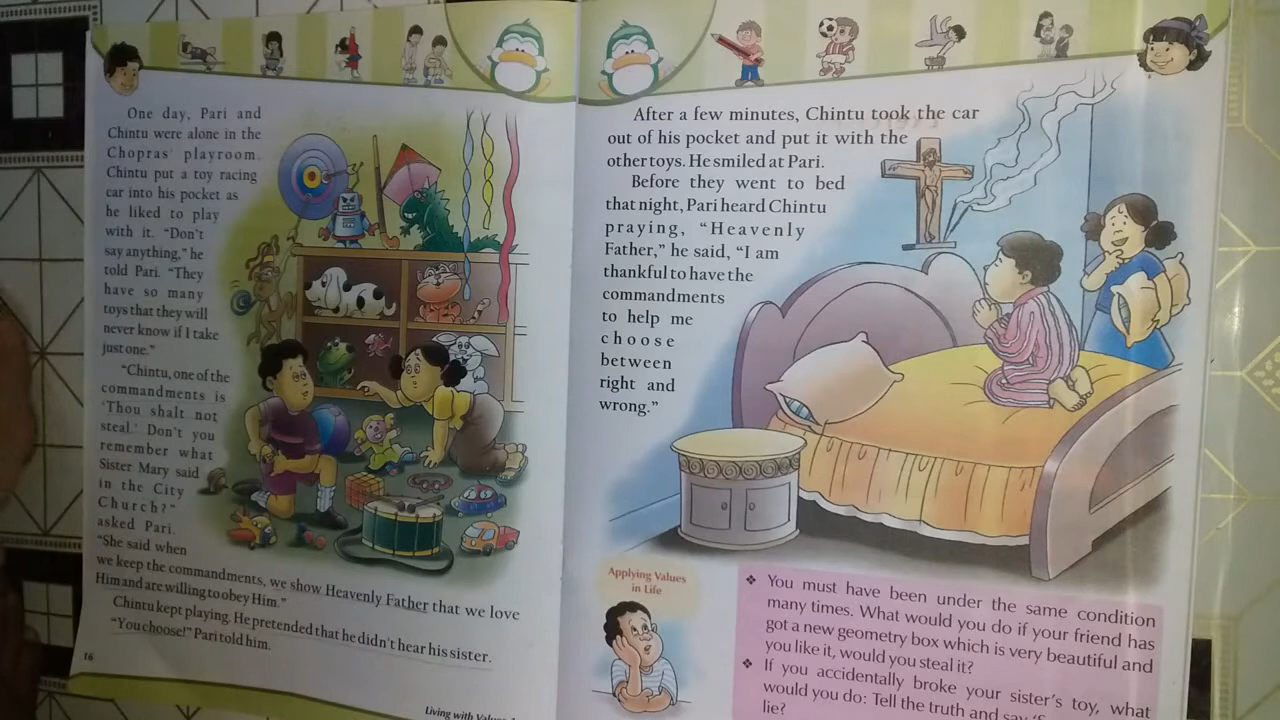 One day, Pari and
Chintu were alone in the
Chopras' playroom.
Chintu put a toy racing
car into his pocket as
he liked to play
with it. "Don't
say anything," he
told Pari. "They
have so many
toys that they will
never know if I take
just one."
"Chintu, one of the
commandments is
'Thou shalt not
steal.' Don't you
remember what
Sister Mary said
in the City
Church?"
asked Pari.
"She said when
we keep the commandments, we show Heavenly Father that we love
Him and are willing to obey Him."
Chintu kept playing. He pretended that he didn't hear his sister.
"You choose!" Pari told him.
16
Living with
After a few minutes, Chintu took the car
out of his pocket and put it with the
other toys. He smiled at Pari.
Before they went to bed
that night, Pari heard Chintu
praying, "Heavenly
Father," he said, "I am
thankful to have the
commandments
to help me
choose
between
right and
wrong."
Applying Values
in Life
❖ You must have been under the same condition
many times. What would you do if your friend has
got a new geometry box which is very beautiful and
you like it, would you steal it?
❖ If you accidentally broke your sister's toy, what
would you do: Tell the truth and say
lie?